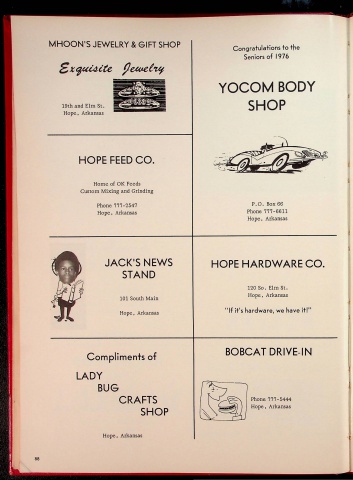 MHOON'S JEWELRY & GIFT SHOP
Exquisite Jewelry
19th and Elm St.
Hope, Arkansas
HOPE FEED CO.
Home of OK Feeds
Custom Mixing and Grinding
Phone 777-2547
Hope, Arkansas
JACK'S NEWS
STAND
101 South Main
Hope, Arkansas
Compliments of
LADY
BUG
CRAFTS
SHOP
Hope, Arkansas
Congratulations to the
Seniors of 1976
YOCOM BODY
SHOP
P.O. Box 66
Phone 777-6611
Hope, Arkansas
HOPE HARDWARE CO.
120 So. Elm St.
Hope, Arkansas
"If it's hardware, we have it!"
BOBCAT DRIVE-IN
Phone 777-5444
Hope, Arkansas
88